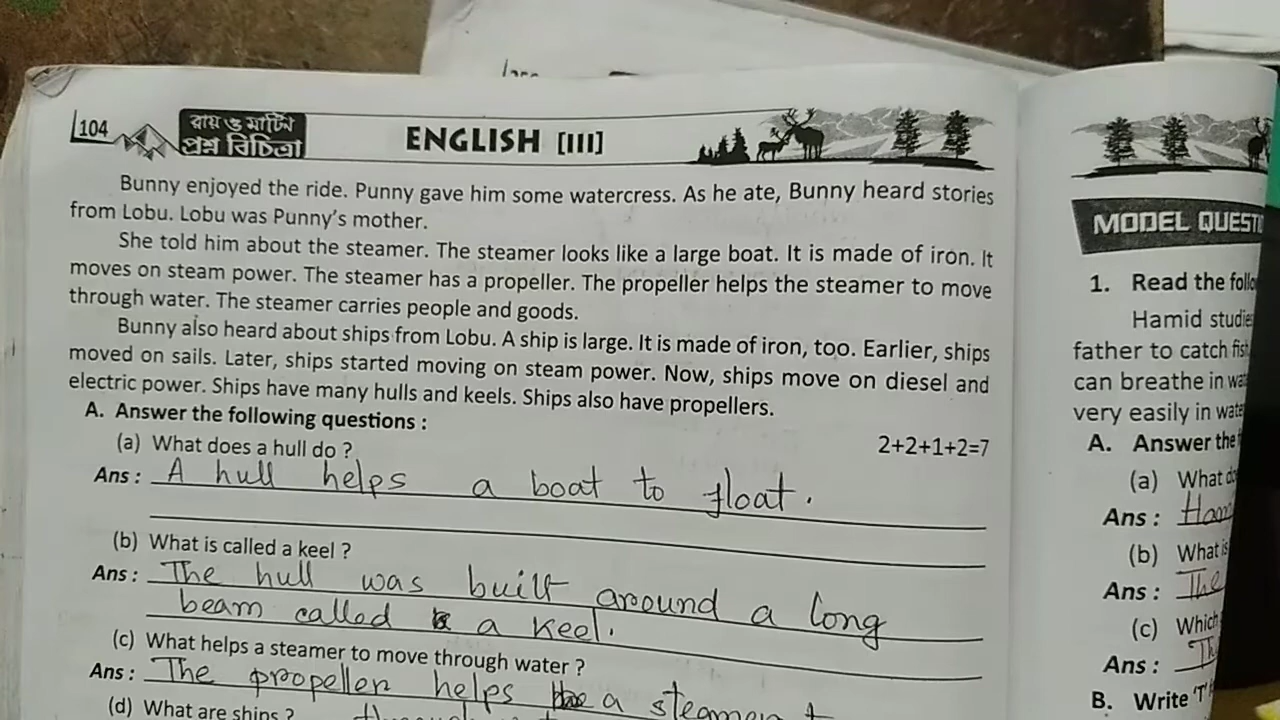 104
রায় ও মার্টিন
প্রশ্ন বিচিত্রা
ENGLISH [III]
Bunny enjoyed the ride. Punny gave him some watercress. As he ate, Bunny heard stories
from Lobu. Lobu was Punny's mother.
She told him about the steamer. The steamer looks like a large boat. It is made of iron. It
moves on steam power. The steamer has a propeller. The propeller helps the steamer to move
through water. The steamer carries people and goods.
Bunny also heard about ships from Lobu. A ship is large. It is made of iron, too. Earlier, ships
moved on sails. Later, ships started moving on steam power. Now, ships move on diesel and
electric power. Ships have many hulls and keels. Ships also have propellers.
A. Answer the following questions :
2+2+1+2=7
(a) What does a hull do ?
Ans : A hull helps a boat to float.
(b) What is called a keel ?
Ans : The hull was built around a long
beam called a keel.
(c) What helps a steamer to move through water ?
Ans : The propeller helps a steamer
(d) What are ships ?
MODEL QUEST
1. Read the follo
Hamid studie
father to catch fish
can breathe in wat
very easily in wate
A. Answer the
(a) What do
Ans : Ham
(b) What is
Ans : The
(c) Which
Ans : Th
B. Write 'T'